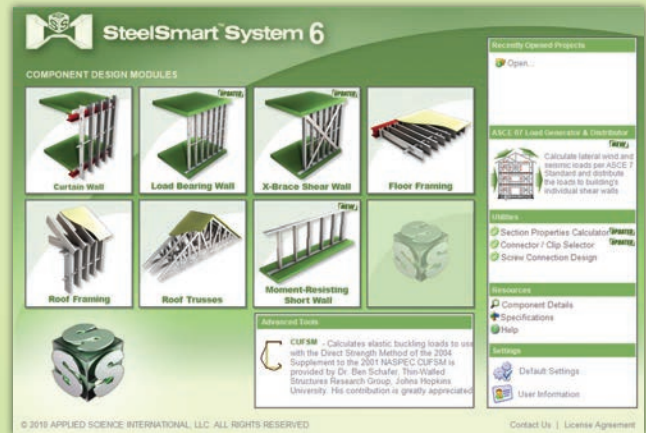 SteelSmart™ System 6
COMPONENT DESIGN MODULES
Curtain Wall
UPDATED
Load Bearing Wall
UPDATED
X-Brace Shear Wall
Floor Framing
Roof Framing
Roof Trusses
NEW
Moment-Resisting
Short Wall
S
S
S
Advanced Tools
CUFSM - Calculates elastic buckling loads to use
with the Direct Strength Method of the 2004
Supplement to the 2001 NASPEC CUFSM is
provided by Dr. Ben Schafer, Thin-Walled
Structures Research Group, Johns Hopkins
University. His contribution is greatly appreciated
Recently Opened Projects
Open...
ASCE 07 Load Generator & Distributor
NEW
Calculate lateral wind and
seismic loads per ASCE 7
Standard and distribute
the loads to building's
individual shear walls
Utilities
Section Properties Calculator UPDATED
Connector / Clip Selector UPDATED
Screw Connection Design
Resources
Component Details
Specifications
Help
Settings
Default Settings
User Information
© 2010 APPLIED SCIENCE INTERNATIONAL, LLC. ALL RIGHTS RESERVED
Contact Us | License Agreement